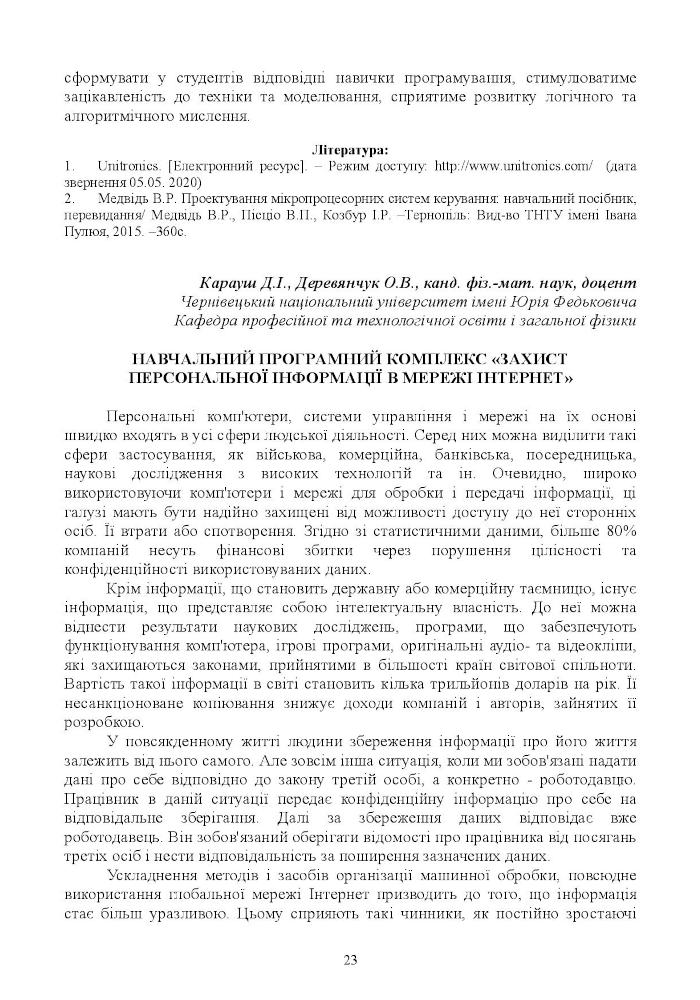 сформувати у студентів відповідні навички програмування, стимулюватиме
зацікавленість до техніки та моделювання, сприятиме розвитку логічного та
алгоритмічного мислення.
Література:
1. Unitronics. [Електронний ресурс]. – Режим доступу: http://www.unitronics.com/ (дата
звернення 05.05. 2020)
2. Медвідь В.Р. Проектування мікропроцесорних систем керування: навчальний посібник,
перевидання/ Медвідь В.Р., Пісціо В.П., Козбур І.Р. –Тернопіль: Вид-во ТНТУ імені Івана
Пулюя, 2015. –360с.
Карауш Д.І., Деревянчук О.В., канд. фіз.-мат. наук, доцент
Чернівецький національний університет імені Юрія Федьковича
Кафедра професійної та технологічної освіти і загальної фізики
НАВЧАЛЬНИЙ ПРОГРАМНИЙ КОМПЛЕКС «ЗАХИСТ
ПЕРСОНАЛЬНОЇ ІНФОРМАЦІЇ В МЕРЕЖІ ІНТЕРНЕТ»
Персональні комп'ютери, системи управління і мережі на їх основі
швидко входять в усі сфери людської діяльності. Серед них можна виділити такі
сфери застосування, як військова, комерційна, банківська, посередницька,
наукові дослідження з високих технологій та ін. Очевидно, широко
використовуючи комп'ютери і мережі для обробки і передачі інформації, ці
галузі мають бути надійно захищені від можливості доступу до неї сторонніх
осіб. Її втрати або спотворення. Згідно зі статистичними даними, більше 80%
компаній несуть фінансові збитки через порушення цілісності та
конфіденційності використовуваних даних.
Крім інформації, що становить державну або комерційну таємницю, існує
інформація, що представляє собою інтелектуальну власність. До неї можна
віднести результати наукових досліджень, програми, що забезпечують
функціонування комп'ютера, ігрові програми, оригінальні аудіо- та відеокліпи,
які захищаються законами, прийнятими в більшості країн світової спільноти.
Вартість такої інформації в світі становить кілька трильйонів доларів на рік. Її
несанкціоноване копіювання знижує доходи компаній і авторів, зайнятих її
розробкою.
У повсякденному житті людини збереження інформації про його життя
залежить від нього самого. Але зовсім інша ситуація, коли ми зобов'язані надати
дані про себе відповідно до закону третій особі, а конкретно - роботодавцю.
Працівник в даній ситуації передає конфіденційну інформацію про себе на
відповідальне зберігання. Далі за збереження даних відповідає вже
роботодавець. Він зобов'язаний оберігати відомості про працівника від посягань
третіх осіб і нести відповідальність за поширення зазначених даних.
Ускладнення методів і засобів організації машинної обробки, повсюдне
використання глобальної мережі Інтернет призводить до того, що інформація
стає більш уразливою. Цьому сприяють такі чинники, як постійно зростаючі
23